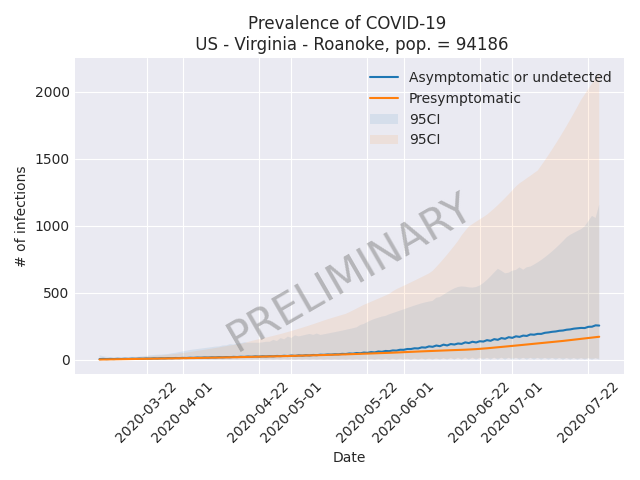 Prevalence of COVID-19
US - Virginia - Roanoke, pop. = 94186
Asymptomatic or undetected
Presymptomatic
95CI
95CI
# of infections
2000
1500
1000
500
0
PRELIMINARY
2020-03-22
2020-04-01
2020-04-22
2020-05-01
2020-05-22
2020-06-01
2020-06-22
2020-07-01
2020-07-22
Date